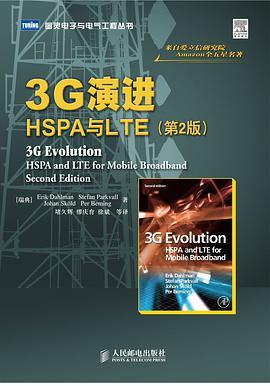 TURING
图灵电子与电气工程丛书
来自爱立信研究院
Amazon全五星名著
3G演进
HSPA与LTE（第2版）
3G Evolution
HSPA and LTE for Mobile Broadband
Second Edition
[瑞典] Erik Dahlman Stefan Parkvall
Johan Sköld Per Beming 著
堵久辉 缪庆育 徐斌 等译
Second edition
3G Evolution
HSPA and LTE for
Mobile Broadband
Erik Dahlman
Stefan Parkvall
Johan Sköld
Per Beming
人民邮电出版社
POSTS & TELECOM PRESS